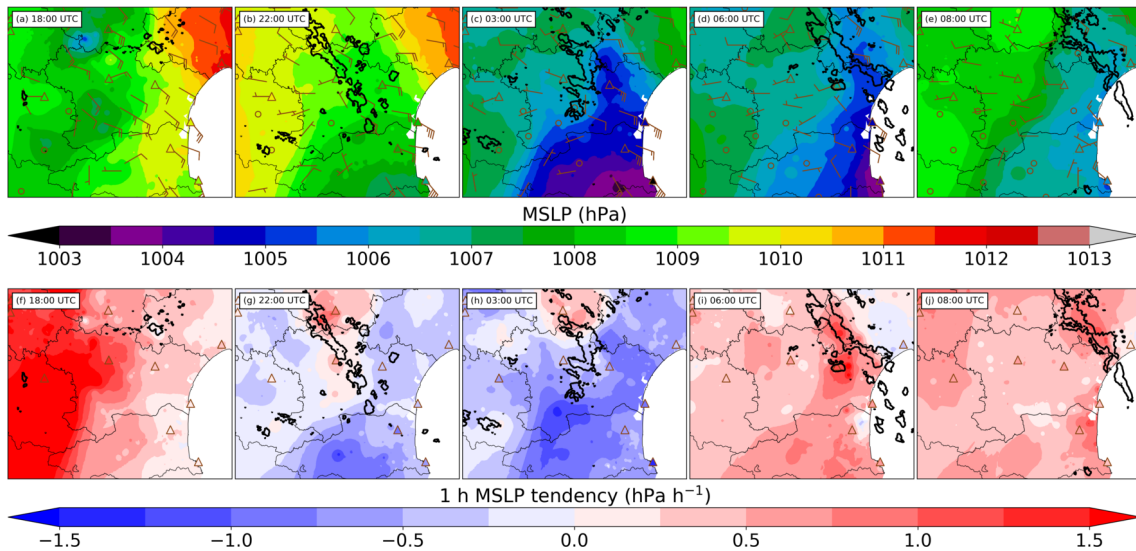 (a) 18:00 UTC
(b) 22:00 UTC
(c) 03:00 UTC
(d) 06:00 UTC
(e) 08:00 UTC
MSLP (hPa)
1003 1004 1005 1006 1007 1008 1009 1010 1011 1012 1013
(f) 18:00 UTC
(g) 22:00 UTC
(h) 03:00 UTC
(i) 06:00 UTC
(j) 08:00 UTC
1 h MSLP tendency (hPa h⁻¹)
−1.5 −1.0 −0.5 0.0 0.5 1.0 1.5